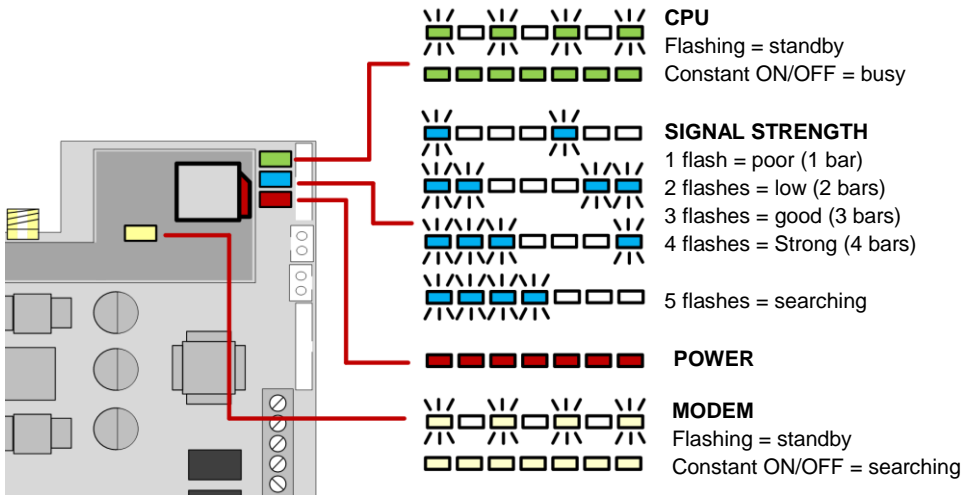 CPU
Flashing = standby
Constant ON/OFF = busy
SIGNAL STRENGTH
1 flash = poor (1 bar)
2 flashes = low (2 bars)
3 flashes = good (3 bars)
4 flashes = Strong (4 bars)
5 flashes = searching
POWER
MODEM
Flashing = standby
Constant ON/OFF = searching